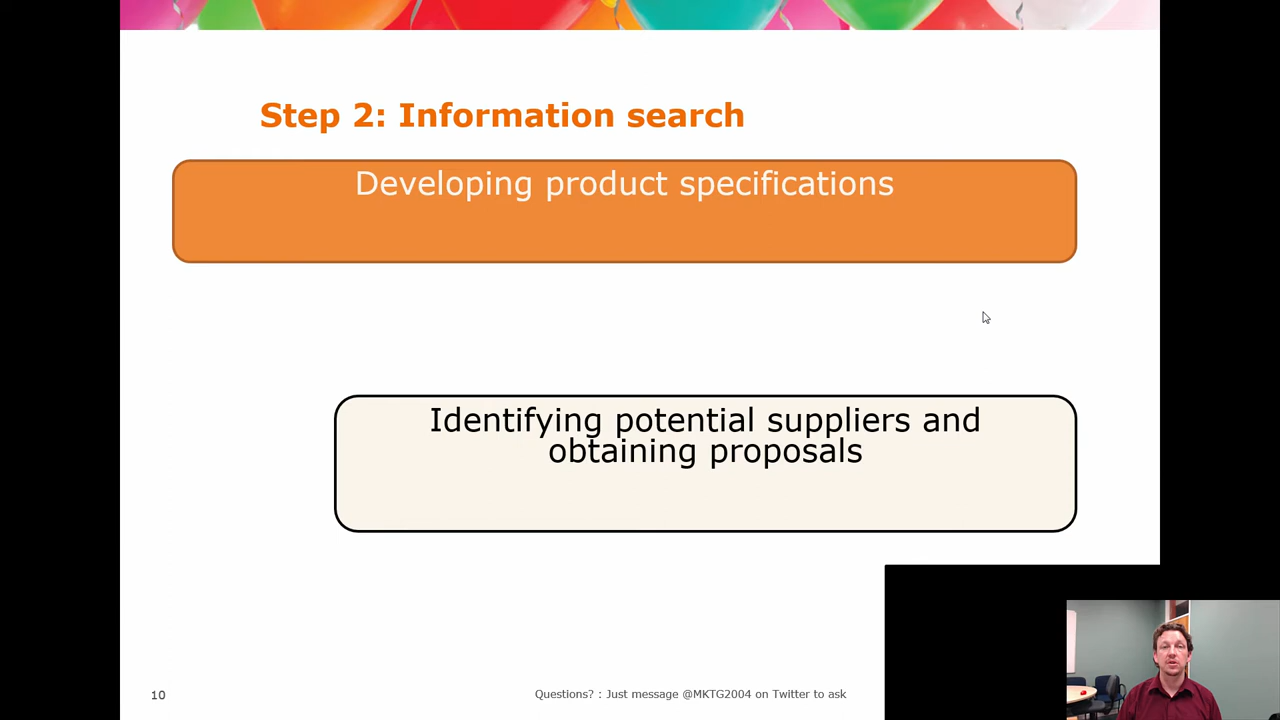 Step 2: Information search
Developing product specifications
Identifying potential suppliers and
obtaining proposals
10
Questions? : Just message @MKTG2004 on Twitter to ask